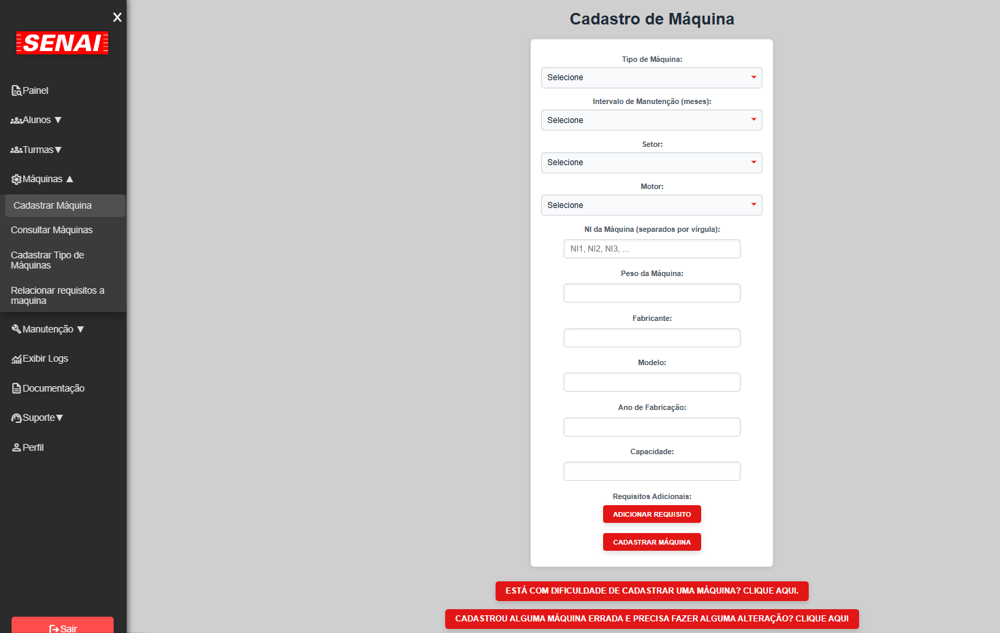 X
SENAI
Painel
Alunos ▼
Turmas▼
Máquinas ▲
Cadastrar Máquina
Consultar Máquinas
Cadastrar Tipo de
Máquinas
Relacionar requisitos a
maquina
Manutenção ▼
Exibir Logs
Documentação
Suporte▼
Perfil
Sair
Cadastro de Máquina
Tipo de Máquina:
Selecione
Intervalo de Manutenção (meses):
Selecione
Setor:
Selecione
Motor:
Selecione
NI da Máquina (separados por vírgula):
NI1, NI2, NI3, ...
Peso da Máquina:
Fabricante:
Modelo:
Ano de Fabricação:
Capacidade:
Requisitos Adicionais:
ADICIONAR REQUISITO
CADASTRAR MÁQUINA
ESTÁ COM DIFICULDADE DE CADASTRAR UMA MÁQUINA? CLIQUE AQUI.
CADASTROU ALGUMA MÁQUINA ERRADA E PRECISA FAZER ALGUMA ALTERAÇÃO? CLIQUE AQUI